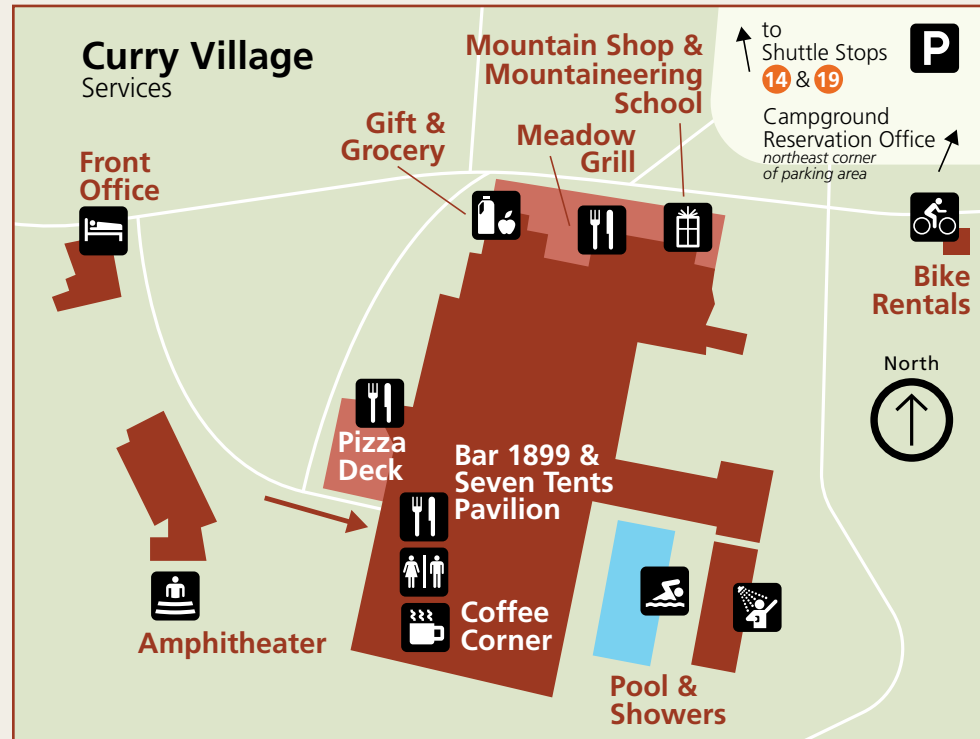 Curry Village
Services
Mountain Shop &
Mountaineering
School
to
Shuttle Stops
14 & 19
P
Campground
Reservation Office
northeast corner
of parking area
Gift &
Grocery
Meadow
Grill
Front
Office
Bike
Rentals
North
Pizza
Deck
Bar 1899 &
Seven Tents
Pavilion
Coffee
Corner
Amphitheater
Pool &
Showers